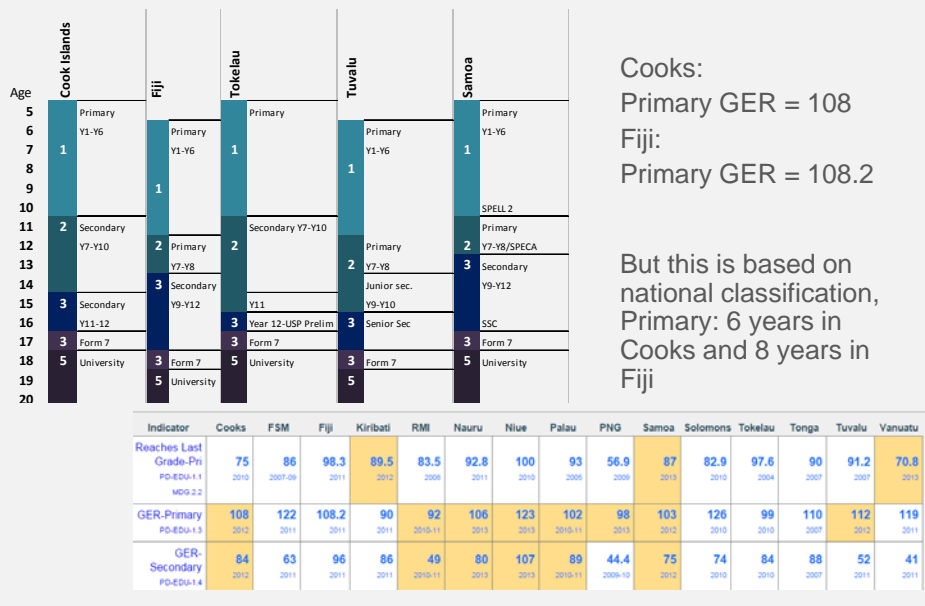 Cook Islands
Fiji
Tokelau
Tuvalu
Samoa
Age
5 Primary Primary Primary
6 Y1-Y6 Primary Primary Y1-Y6
7 1 Y1-Y6 1 Y1-Y6 1
8 1
9 1
10 SPELL 2
11 2 Secondary 2 Secondary Y7-Y10 2 Primary
12 Y7-Y10 2 Primary 2 Primary Y7-Y8/SPECA
13 Y7-Y8 Y7-Y8 3 Secondary
14 3 Secondary Junior sec. Y9-Y12
15 3 Secondary Y9-Y12 Y11 Y9-Y10
16 Y11-12 3 Year 12-USP Prelim 3 Senior Sec SSC
17 3 Form 7 3 Form 7 3 Form 7
18 5 University 3 Form 7 5 University 3 Form 7 5 University
19 5 University 5
20
Cooks:
Primary GER = 108
Fiji:
Primary GER = 108.2
But this is based on
national classification,
Primary: 6 years in
Cooks and 8 years in
Fiji
Indicator Cooks FSM Fiji Kiribati RMI Nauru Niue Palau PNG Samoa Solomons Tokelau Tonga Tuvalu Vanuatu
Reaches Last
Grade-Pri 75 86 98.3 89.5 83.5 92.8 100 93 56.9 87 82.9 97.6 90 91.2 70.8
PD-EDU-1.1 2010 2007-09 2011 2012 2008 2011 2010 2005 2009 2013 2010 2004 2007 2011 2013
MDG.2.2
GER-Primary 108 122 108.2 90 92 106 123 102 98 103 126 99 110 112 119
PD-EDU-1.3 2012 2011 2011 2011 2010-11 2013 2013 2010-11 2013 2012 2010 2010 2007 2012 2011
GER-
Secondary 84 63 96 86 49 80 107 89 44.4 75 74 84 88 52 41
PD-EDU-1.4 2012 2011 2011 2011 2010-11 2013 2013 2010-11 2009-10 2012 2010 2010 2007 2011 2011